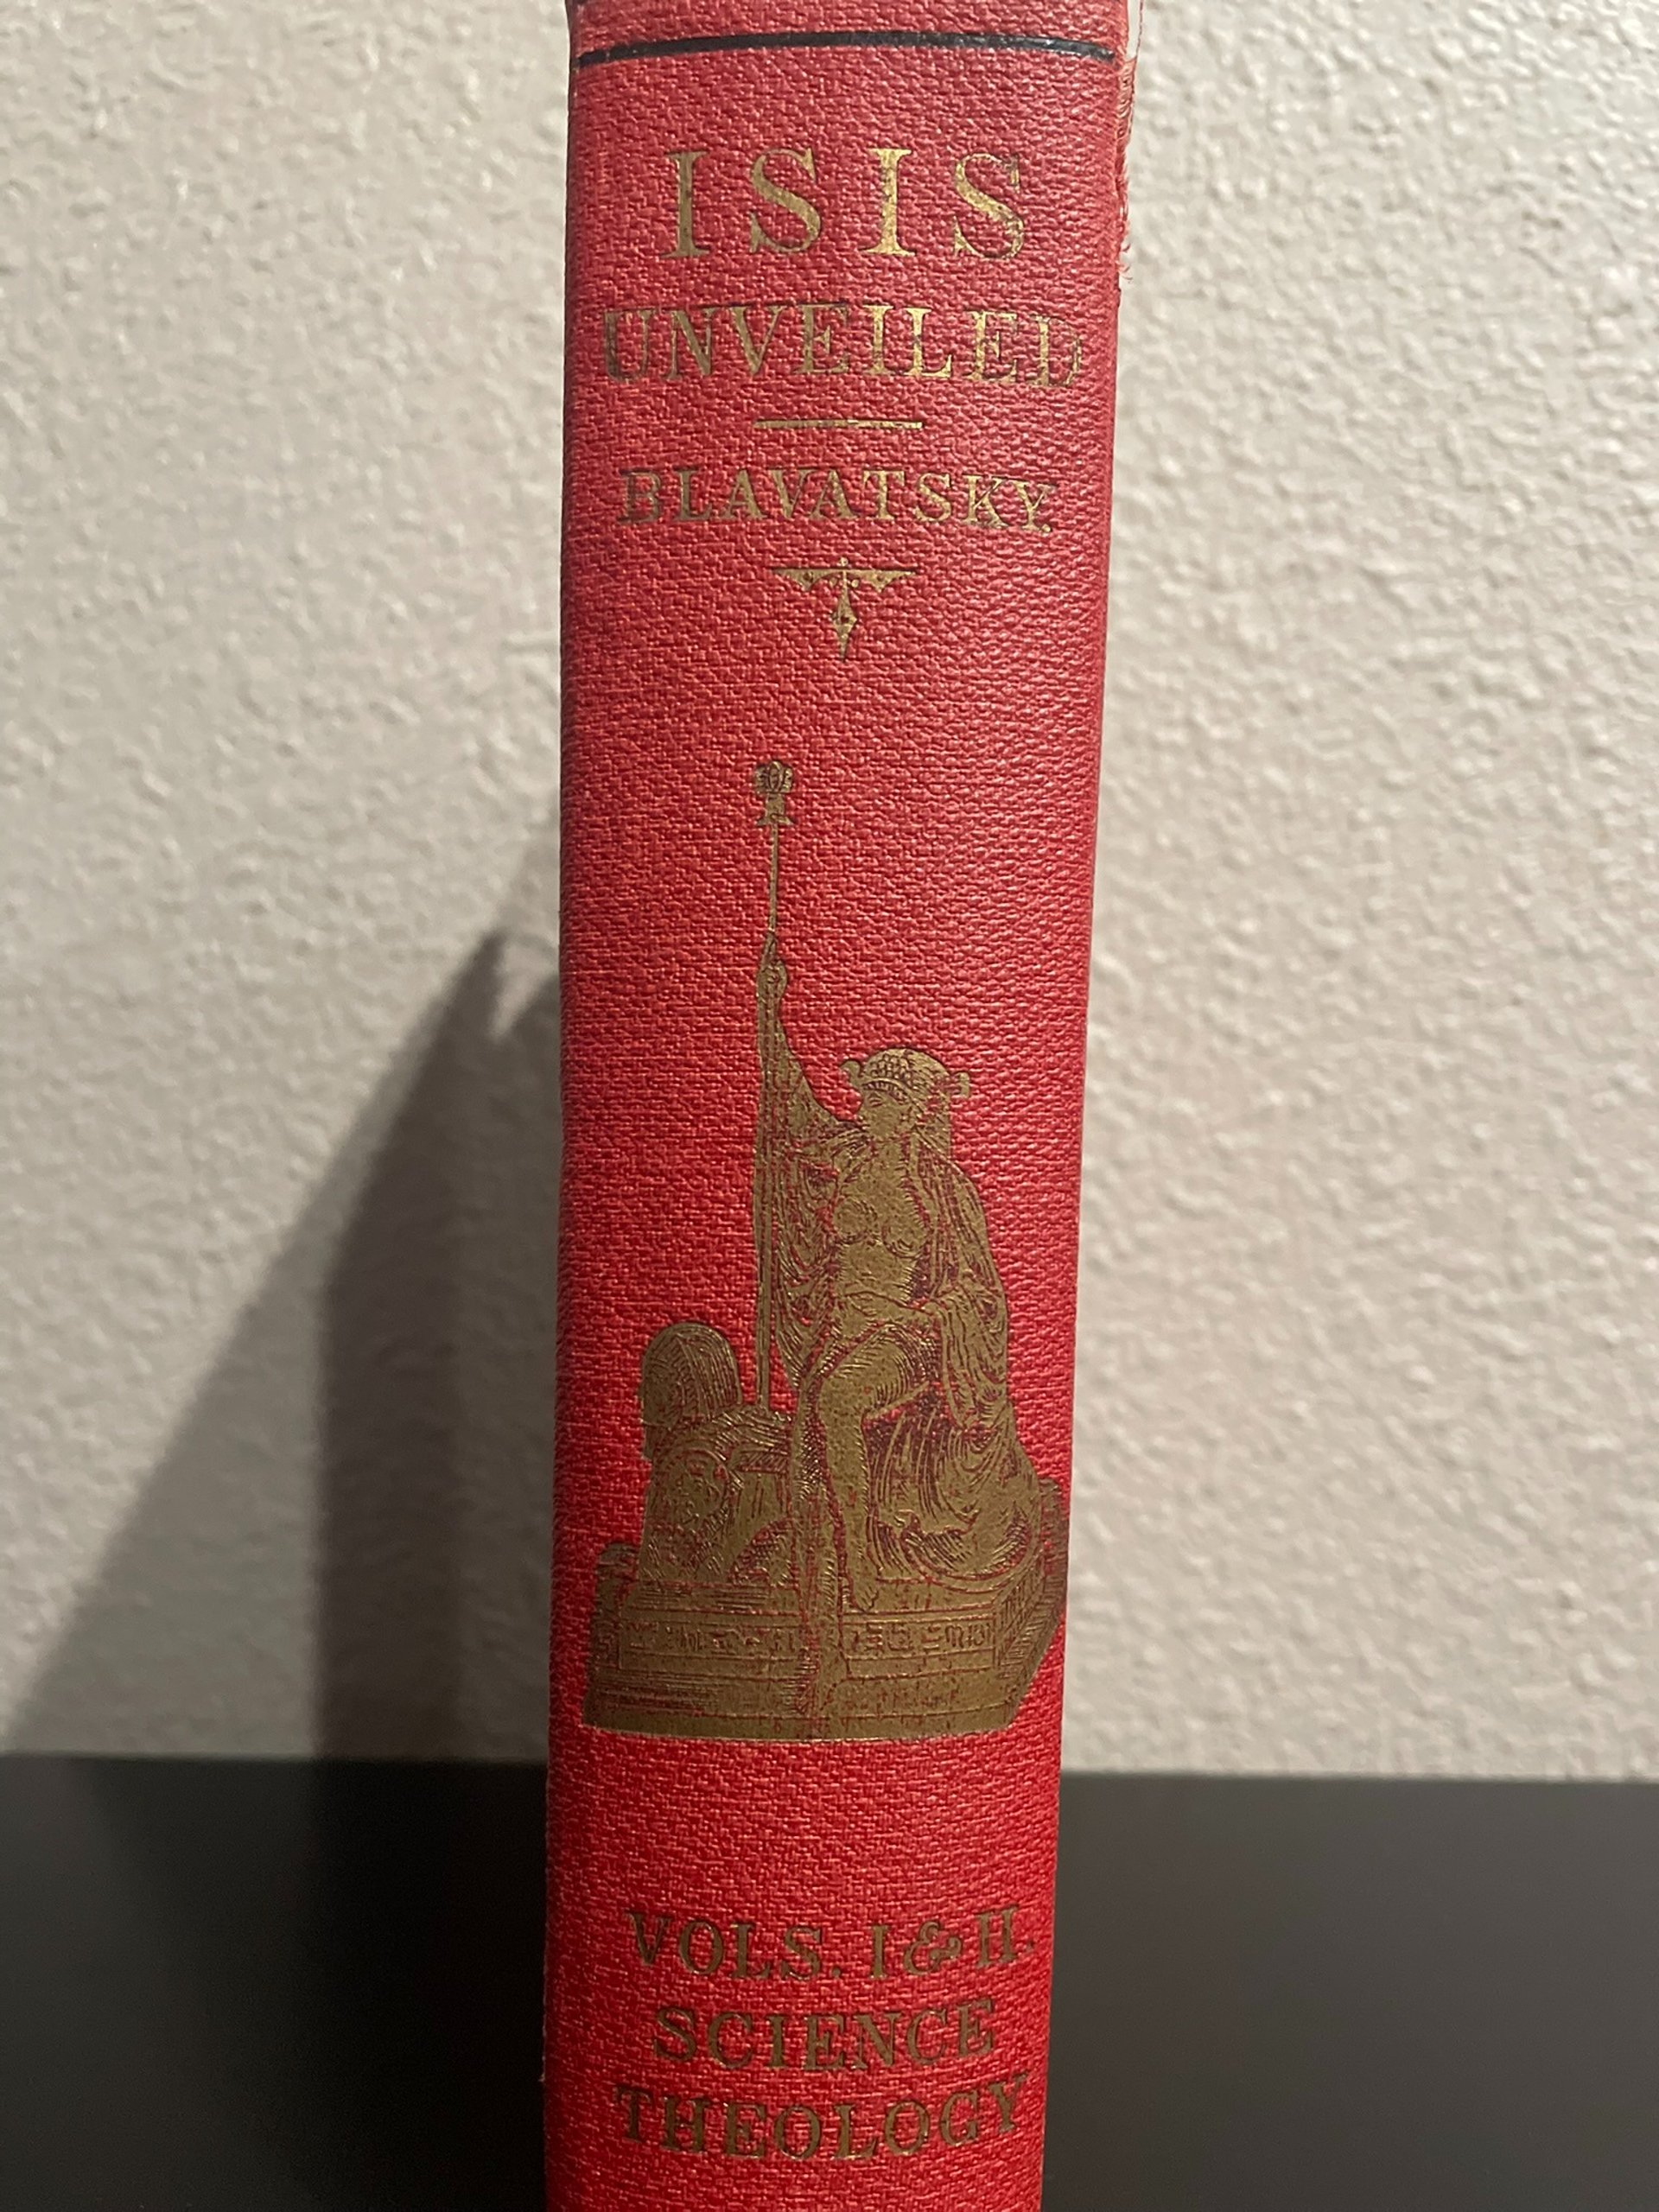 ISIS
UNVEILED
BLAVATSKY.
VOLS. I & II.
SCIENCE
THEOLOGY